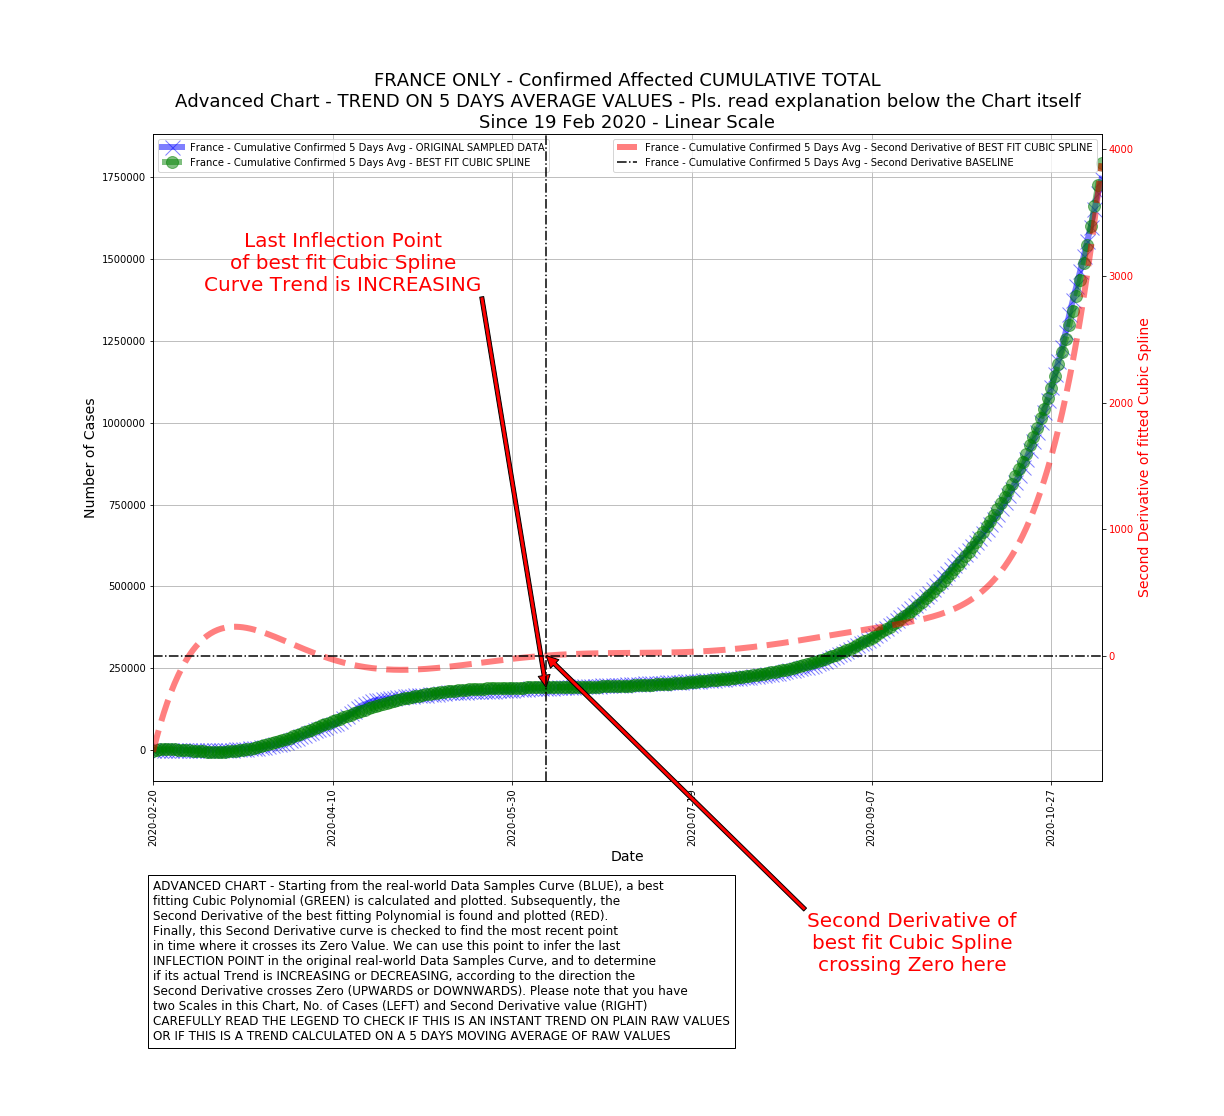 FRANCE ONLY - Confirmed Affected CUMULATIVE TOTAL
Advanced Chart - TREND ON 5 DAYS AVERAGE VALUES - Pls. read explanation below the Chart itself
Since 19 Feb 2020 - Linear Scale
France - Cumulative Confirmed 5 Days Avg - ORIGINAL SAMPLED DATA
France - Cumulative Confirmed 5 Days Avg - BEST FIT CUBIC SPLINE
France - Cumulative Confirmed 5 Days Avg - Second Derivative of BEST FIT CUBIC SPLINE
France - Cumulative Confirmed 5 Days Avg - Second Derivative BASELINE
Last Inflection Point
of best fit Cubic Spline
Curve Trend is INCREASING
Number of Cases
1750000
1500000
1250000
1000000
750000
500000
250000
0
4000
3000
2000
1000
0
Second Derivative of fitted Cubic Spline
2020-02-20
2020-04-10
2020-05-30
2020-07-19
2020-09-07
2020-10-27
Date
Second Derivative of
best fit Cubic Spline
crossing Zero here
ADVANCED CHART - Starting from the real-world Data Samples Curve (BLUE), a best
fitting Cubic Polynomial (GREEN) is calculated and plotted. Subsequently, the
Second Derivative of the best fitting Polynomial is found and plotted (RED).
Finally, this Second Derivative curve is checked to find the most recent point
in time where it crosses its Zero Value. We can use this point to infer the last
INFLECTION POINT in the original real-world Data Samples Curve, and to determine
if its actual Trend is INCREASING or DECREASING, according to the direction the
Second Derivative crosses Zero (UPWARDS or DOWNWARDS). Please note that you have
two Scales in this Chart, No. of Cases (LEFT) and Second Derivative value (RIGHT)
CAREFULLY READ THE LEGEND TO CHECK IF THIS IS AN INSTANT TREND ON PLAIN RAW VALUES
OR IF THIS IS A TREND CALCULATED ON A 5 DAYS MOVING AVERAGE OF RAW VALUES